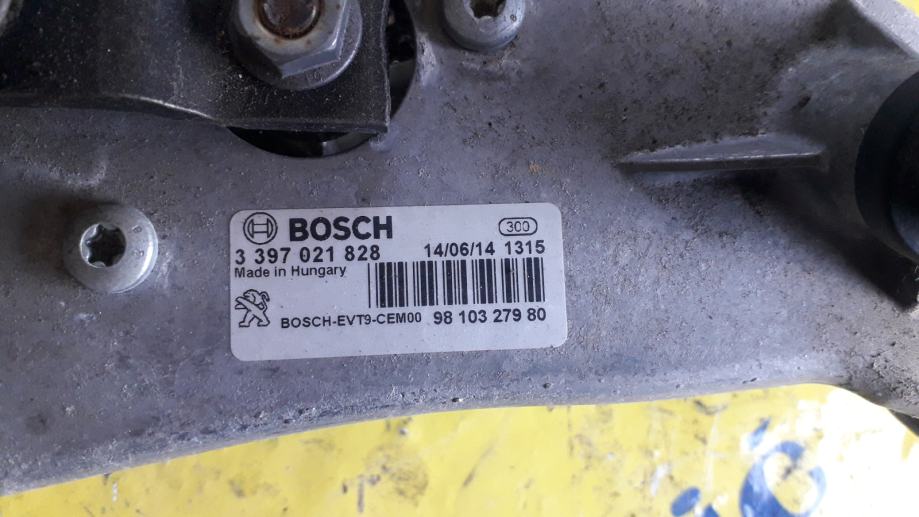 BOSCH 300
3 397 021 828 14/06/14 1315
Made in Hungary
BOSCH-EVT9-CEM00 98 103 279 80